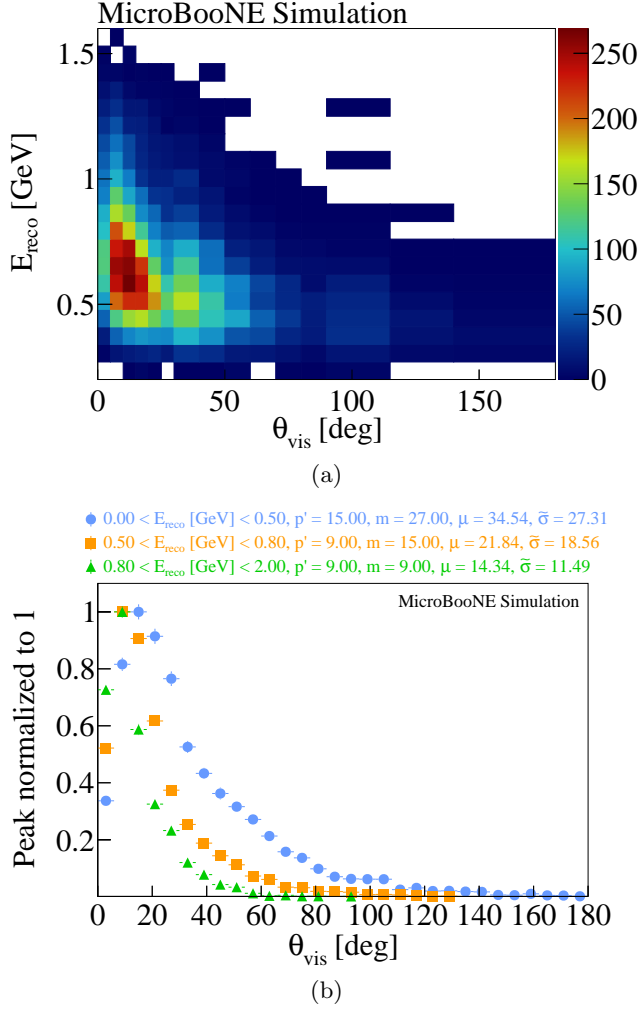 MicroBooNE Simulation
1.5
1
0.5
E_reco [GeV]
250
200
150
100
50
0
0 50 100 150
θ_vis [deg]
(a)
0.00 < E_reco [GeV] < 0.50, p' = 15.00, m = 27.00, μ = 34.54, σ̃ = 27.31
0.50 < E_reco [GeV] < 0.80, p' = 9.00, m = 15.00, μ = 21.84, σ̃ = 18.56
0.80 < E_reco [GeV] < 2.00, p' = 9.00, m = 9.00, μ = 14.34, σ̃ = 11.49
MicroBooNE Simulation
1
0.8
0.6
0.4
0.2
Peak normalized to 1
0 20 40 60 80 100 120 140 160 180
θ_vis [deg]
(b)